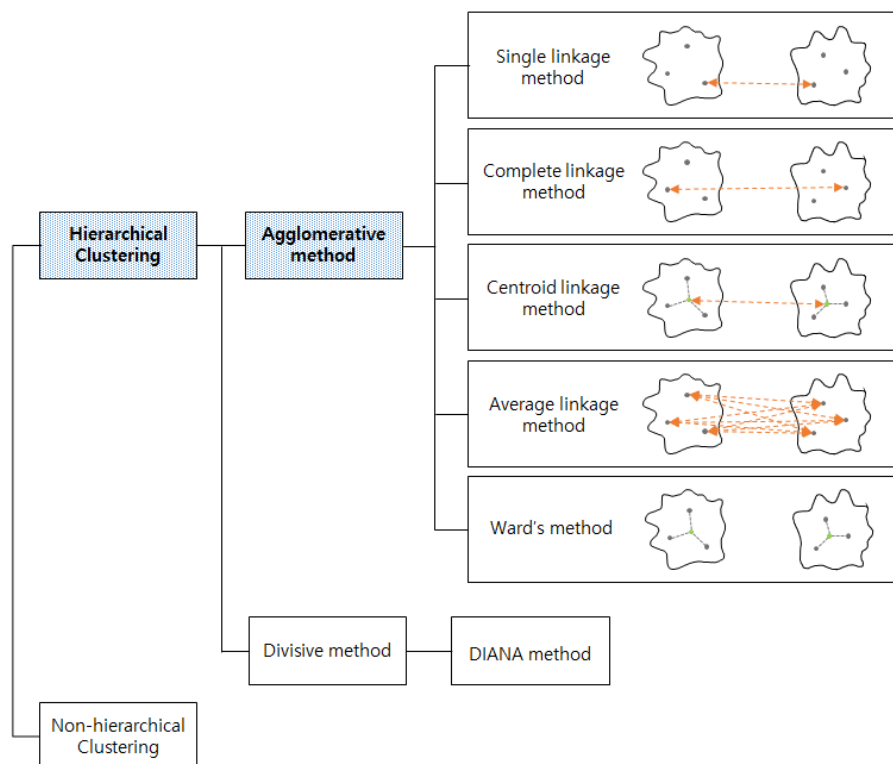 Single linkage
method
Complete linkage
method
Hierarchical
Clustering
Agglomerative
method
Centroid linkage
method
Average linkage
method
Ward's method
Divisive method
DIANA method
Non-hierarchical
Clustering